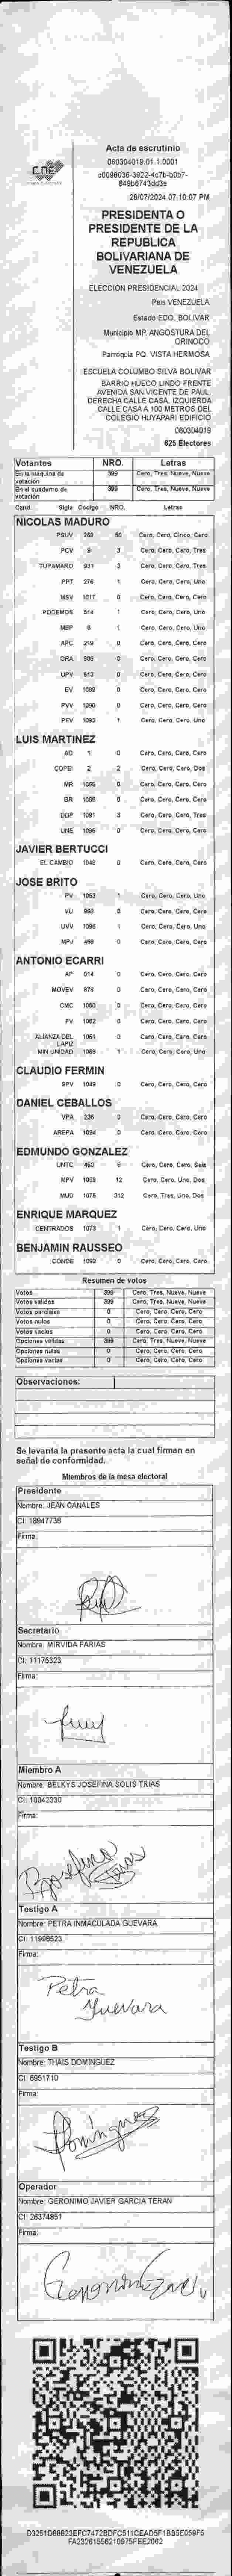 CNE
Acta de escrutinio
060304019.01.1.0001
28/07/2024 07:10:07 PM
PRESIDENTA O
PRESIDENTE DE LA
REPUBLICA
BOLIVARIANA DE
VENEZUELA
ELECCIÓN PRESIDENCIAL 2024
País VENEZUELA
Estado EDO. BOLIVAR
Municipio MP. ANGOSTURA DEL
ORINOCO
Parroquia PQ. VISTA HERMOSA
ESCUELA COLUMBO SILVA BOLIVAR
BARRIO HUECO LINDO FRENTE
AVENIDA SAN VICENTE DE PAUL.
DERECHA CALLE CASA. IZQUIERDA
CALLE CASA A 100 METROS DEL
COLEGIO HUYAPARI EDIFICIO
060304019
625 Electores
Votantes NRO. Letras
En la máquina de votación 399 Cero, Tres, Nueve, Nueve
En el cuaderno de votación 399 Cero, Tres, Nueve, Nueve
Cand. Sigla Código NRO. Letras
NICOLAS MADURO
PSUV 260 50 Cero, Cero, Cinco, Cero
PCV 9 3 Cero, Cero, Cero, Tres
TUPAMARO 931 3 Cero, Cero, Cero, Tres
PPT 276 1 Cero, Cero, Cero, Uno
MSV 1017 0 Cero, Cero, Cero, Cero
PODEMOS 514 1 Cero, Cero, Cero, Uno
MEP 6 1 Cero, Cero, Cero, Uno
APC 219 0 Cero, Cero, Cero, Cero
ORA 906 0 Cero, Cero, Cero, Cero
UPV 613 0 Cero, Cero, Cero, Cero
EV 1089 0 Cero, Cero, Cero, Cero
PVV 1090 0 Cero, Cero, Cero, Cero
PFV 1093 1 Cero, Cero, Cero, Uno
LUIS MARTINEZ
AD 1 0 Cero, Cero, Cero, Cero
COPEI 2 2 Cero, Cero, Cero, Dos
MR 1065 0 Cero, Cero, Cero, Cero
BR 1088 0 Cero, Cero, Cero, Cero
DDP 1091 3 Cero, Cero, Cero, Tres
UNE 1096 0 Cero, Cero, Cero, Cero
JAVIER BERTUCCI
EL CAMBIO 1048 0 Cero, Cero, Cero, Cero
JOSE BRITO
PV 1053 1 Cero, Cero, Cero, Uno
VU 968 0 Cero, Cero, Cero, Cero
UVV 1096 1 Cero, Cero, Cero, Uno
MPJ 458 0 Cero, Cero, Cero, Cero
ANTONIO ECARRI
AP 814 0 Cero, Cero, Cero, Cero
MOVEV 976 0 Cero, Cero, Cero, Cero
CMC 1060 0 Cero, Cero, Cero, Cero
FV 1062 0 Cero, Cero, Cero, Cero
ALIANZA DEL LAPIZ 1061 0 Cero, Cero, Cero, Cero
MIN UNIDAD 1069 1 Cero, Cero, Cero, Uno
CLAUDIO FERMIN
SPV 1049 0 Cero, Cero, Cero, Cero
DANIEL CEBALLOS
VPA 236 0 Cero, Cero, Cero, Cero
AREPA 1094 0 Cero, Cero, Cero, Cero
EDMUNDO GONZALEZ
UNTC 460 6 Cero, Cero, Cero, Seis
MPV 1068 12 Cero, Cero, Uno, Dos
MUD 1075 312 Cero, Tres, Uno, Dos
ENRIQUE MARQUEZ
CENTRADOS 1073 1 Cero, Cero, Cero, Uno
BENJAMIN RAUSSEO
CONDE 1092 0 Cero, Cero, Cero, Cero
Resumen de votos
Votos 399 Cero, Tres, Nueve, Nueve
Votos válidos 399 Cero, Tres, Nueve, Nueve
Votos parciales 0 Cero, Cero, Cero, Cero
Votos nulos 0 Cero, Cero, Cero, Cero
Votos vacíos 0 Cero, Cero, Cero, Cero
Opciones válidas 399 Cero, Tres, Nueve, Nueve
Opciones nulas 0 Cero, Cero, Cero, Cero
Opciones vacías 0 Cero, Cero, Cero, Cero
Observaciones:
Se levanta la presente acta la cual firman en
señal de conformidad.
Miembros de la mesa electoral
Presidente
Nombre: JEAN CANALES
CI: 18947738
Firma:
Secretario
Nombre: MIRVIDA FARIAS
CI: 11175323
Firma:
Miembro A
Nombre: BELKYS JOSEFINA SOLIS TRIAS
CI: 10042330
Firma:
Testigo A
Nombre: PETRA INMACULADA GUEVARA
CI: 11999523
Firma:
Petra
Guevara
Testigo B
Nombre: THAIS DOMINGUEZ
CI: 6951710
Firma:
Dominguez
Operador
Nombre: GERONIMO JAVIER GARCIA TERAN
CI: 26374851
Firma: